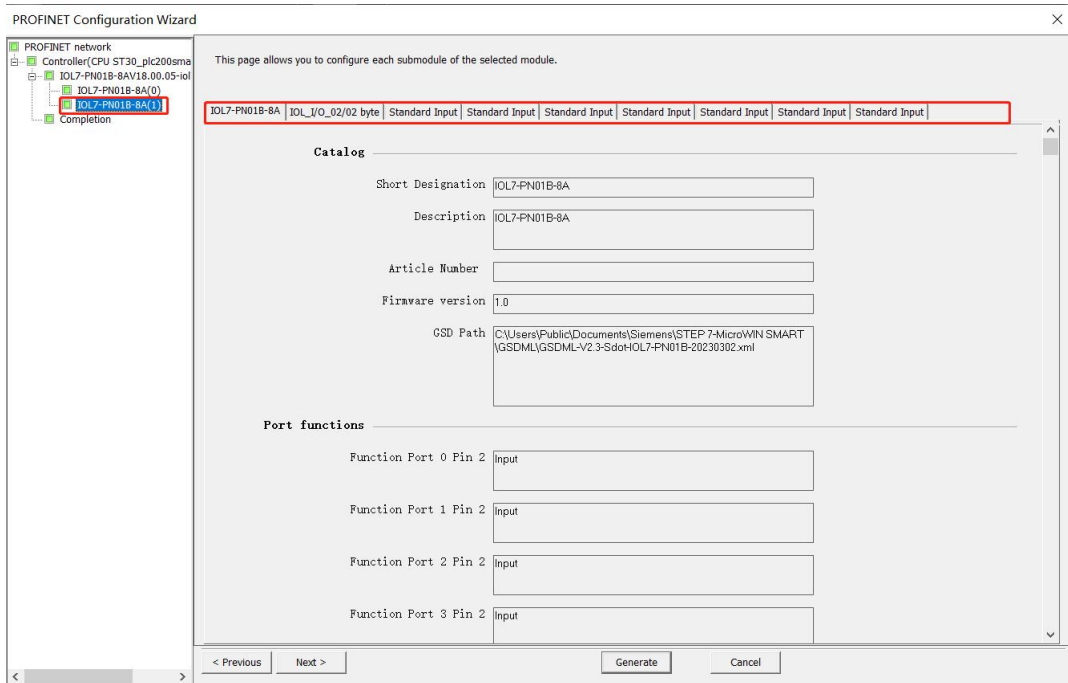 PROFINET Configuration Wizard
PROFINET network
Controller(CPU ST30_plc200sma
IOL7-PN01B-8AV18.00.05-iol
IOL7-PN01B-8A(0)
IOL7-PN01B-8A(1)
Completion
This page allows you to configure each submodule of the selected module.
IOL7-PN01B-8A IOL_I/O_02/02 byte Standard Input Standard Input Standard Input Standard Input Standard Input Standard Input Standard Input
Catalog
Short Designation IOL7-PN01B-8A
Description IOL7-PN01B-8A
Article Number
Firmware version 1.0
GSD Path C:\Users\Public\Documents\Siemens\STEP 7-MicroWIN SMART
\GSDML\GSDML-V2.3-Sdot-IOL7-PN01B-20230302.xml
Port functions
Function Port 0 Pin 2 Input
Function Port 1 Pin 2 Input
Function Port 2 Pin 2 Input
Function Port 3 Pin 2 Input
< Previous Next > Generate Cancel